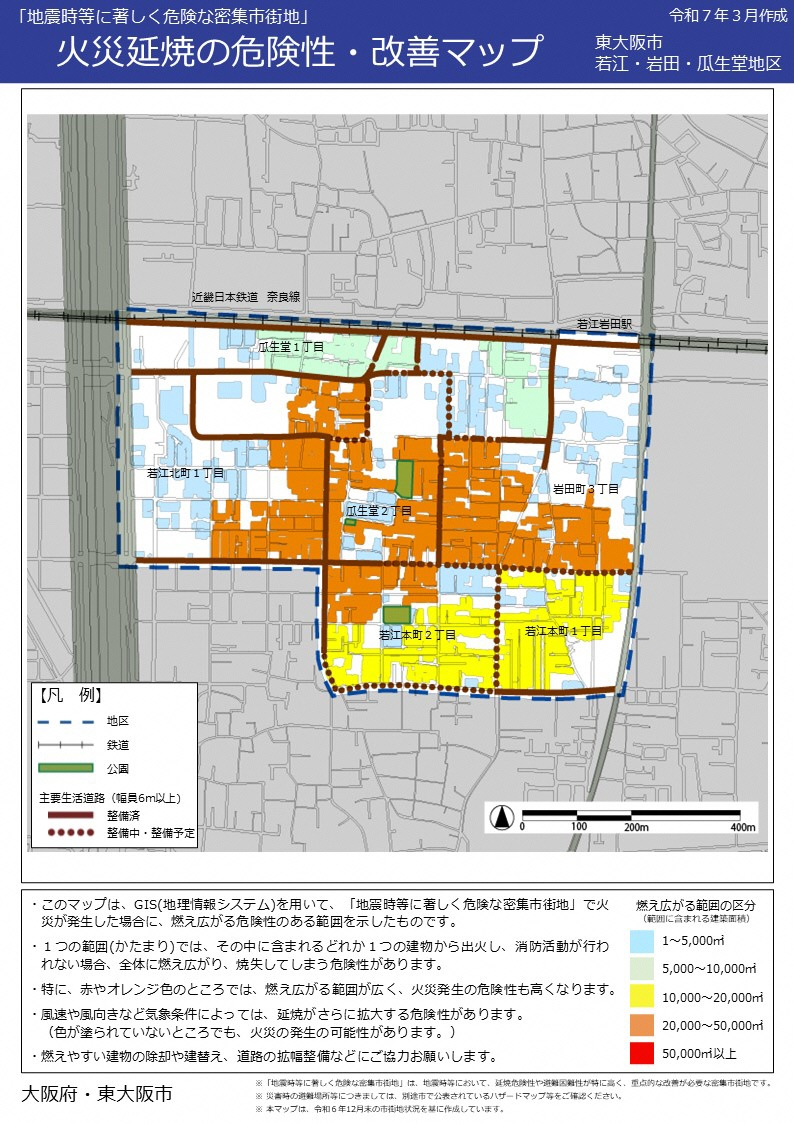 「地震時等に著しく危険な密集市街地」
令和７年３月作成
火災延焼の危険性・改善マップ
東大阪市
若江・岩田・瓜生堂地区
近畿日本鉄道　奈良線
若江岩田駅
瓜生堂１丁目
若江北町１丁目
岩田町３丁目
瓜生堂２丁目
若江本町２丁目
若江本町１丁目
【凡　例】
地区
鉄道
公園
主要生活道路（幅員6m以上）
整備済
整備中・整備予定
0
100
200m
400m
・このマップは、GIS(地理情報システム)を用いて、「地震時等に著しく危険な密集市街地」で火
災が発生した場合に、燃え広がる危険性のある範囲を示したものです。
・１つの範囲(かたまり)では、その中に含まれるどれか１つの建物から出火し、消防活動が行わ
れない場合、全体に燃え広がり、焼失してしまう危険性があります。
・特に、赤やオレンジ色のところでは、燃え広がる範囲が広く、火災発生の危険性も高くなります。
・風速や風向きなど気象条件によっては、延焼がさらに拡大する危険性があります。
（色が塗られていないところでも、火災の発生の可能性があります。）
・燃えやすい建物の除却や建替え、道路の拡幅整備などにご協力お願いします。
燃え広がる範囲の区分
（範囲に含まれる建築面積）
1～5,000㎡
5,000～10,000㎡
10,000～20,000㎡
20,000～50,000㎡
50,000㎡以上
大阪府・東大阪市
※「地震時等に著しく危険な密集市街地」は、地震時等において、延焼危険性や避難困難性が特に高く、重点的な改善が必要な密集市街地です。
※ 災害時の避難場所等につきましては、別途市で公表されているハザードマップ等をご確認ください。
※ 本マップは、令和６年12月末の市街地状況を基に作成しています。